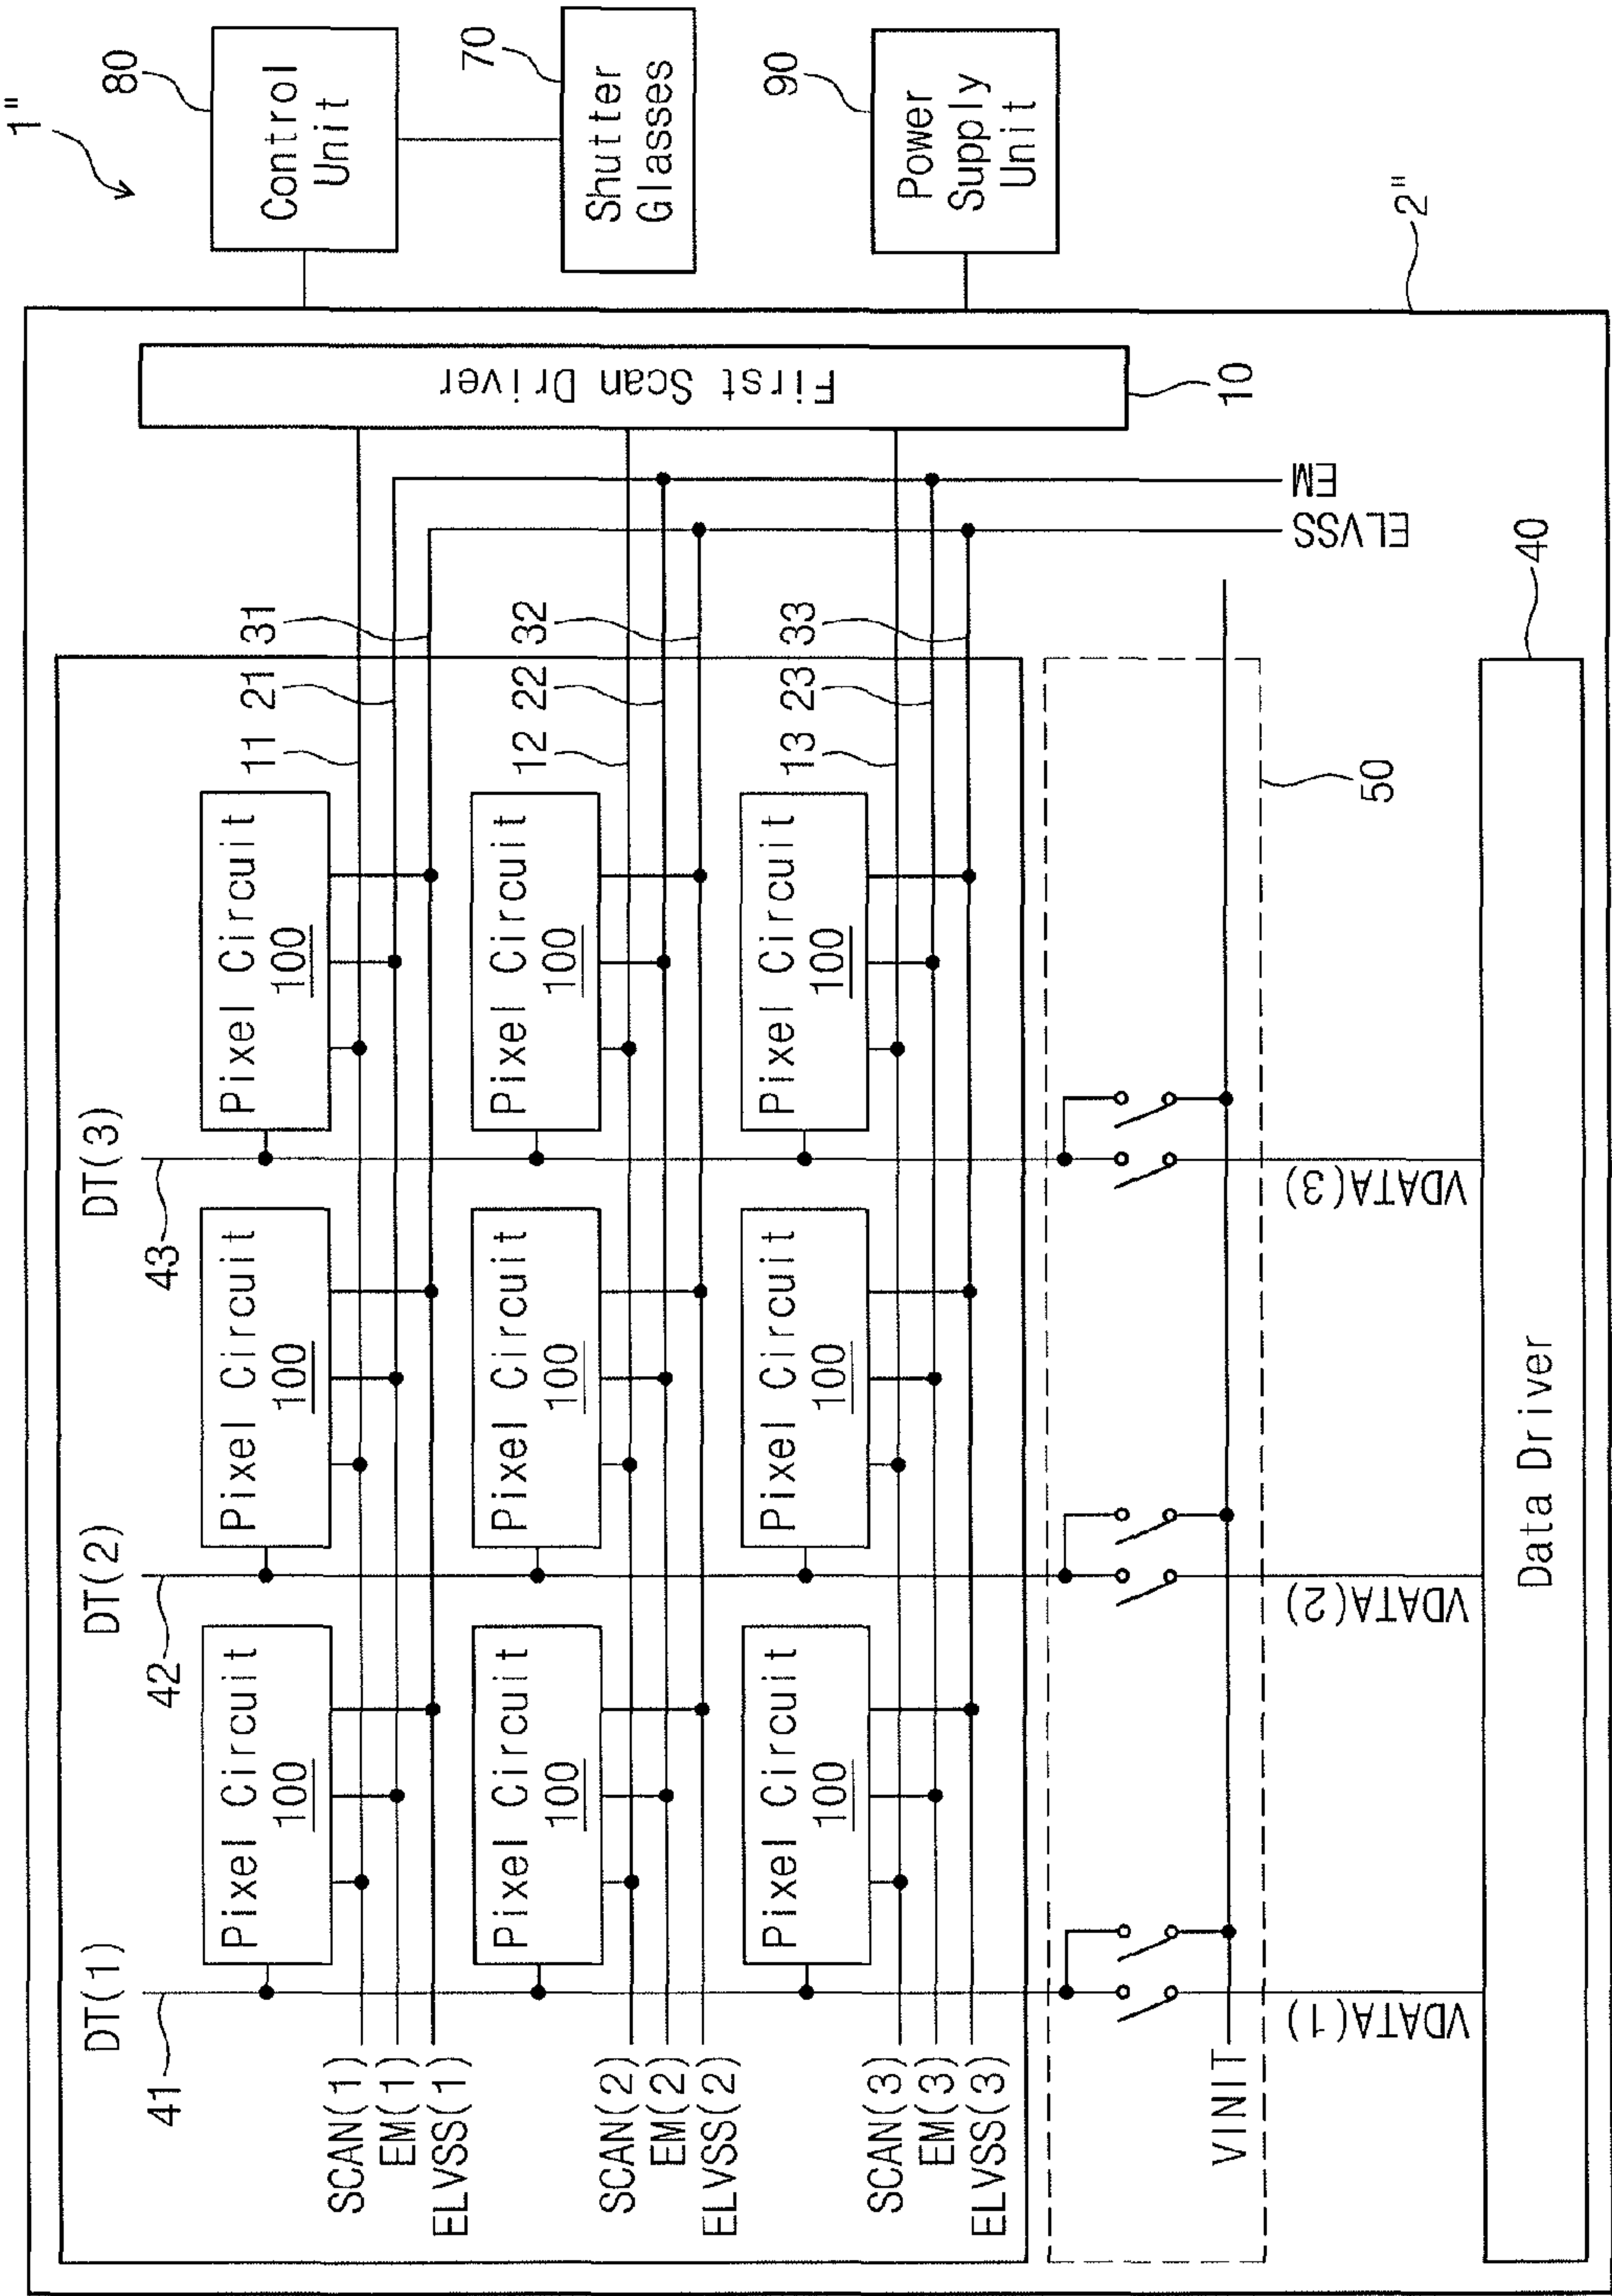 1"
80
Control
Unit
70
Shutter
Glasses
90
Power
Supply
Unit
2"
First Scan Driver
10
EM
ELVSS
31
21
11
32
22
12
33
23
13
40
50
DT(3)
43
Pixel Circuit
100
Pixel Circuit
100
Pixel Circuit
100
VDATA(3)
DT(2)
42
Pixel Circuit
100
Pixel Circuit
100
Pixel Circuit
100
VDATA(2)
Data Driver
DT(1)
41
Pixel Circuit
100
Pixel Circuit
100
Pixel Circuit
100
VDATA(1)
SCAN(1)
EM(1)
ELVSS(1)
SCAN(2)
EM(2)
ELVSS(2)
SCAN(3)
EM(3)
ELVSS(3)
VINIT